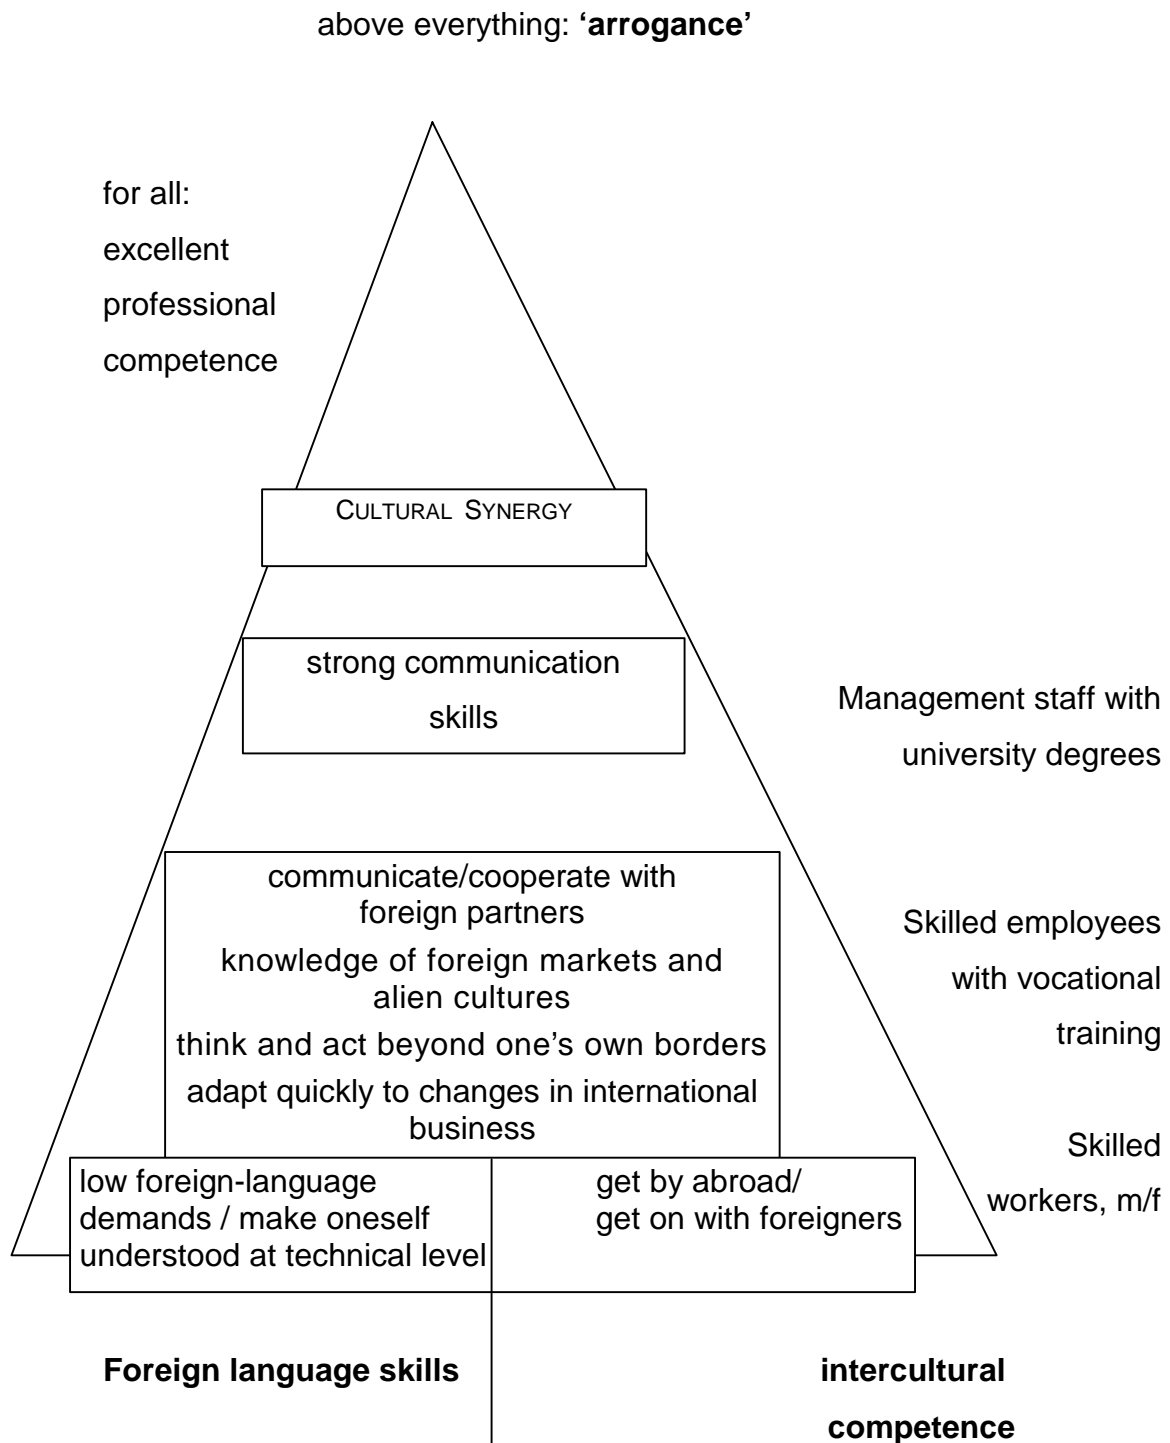 above everything: ‘arrogance’
for all:
excellent
professional
competence
CULTURAL SYNERGY
strong communication
skills
Management staff with
university degrees
communicate/cooperate with
foreign partners
knowledge of foreign markets and
alien cultures
think and act beyond one’s own borders
adapt quickly to changes in international
business
Skilled employees
with vocational
training
low foreign-language
demands / make oneself
understood at technical level
get by abroad/
get on with foreigners
Skilled
workers, m/f
Foreign language skills
intercultural
competence